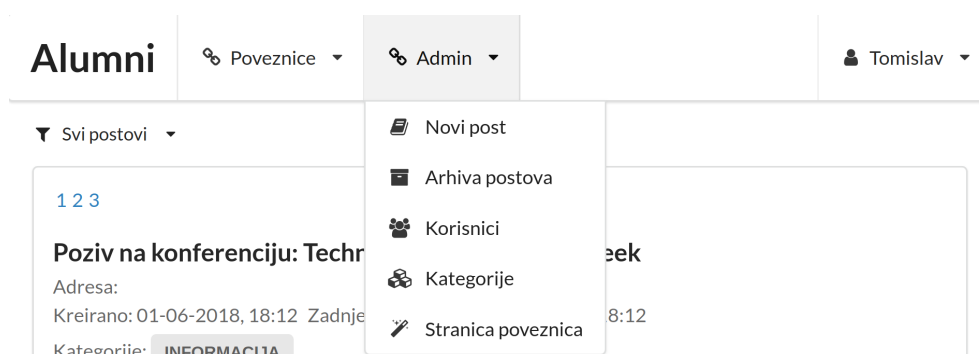 Alumni Poveznice Admin Tomislav
Svi postovi
Novi post
Arhiva postova
Korisnici
Kategorije
Stranica poveznica
1 2 3
Poziv na konferenciju: eek
Adresa:
Kreirano: 01-06-2018, 18:12 Zadnje 8:12
Kategorije: INFORMACIJA